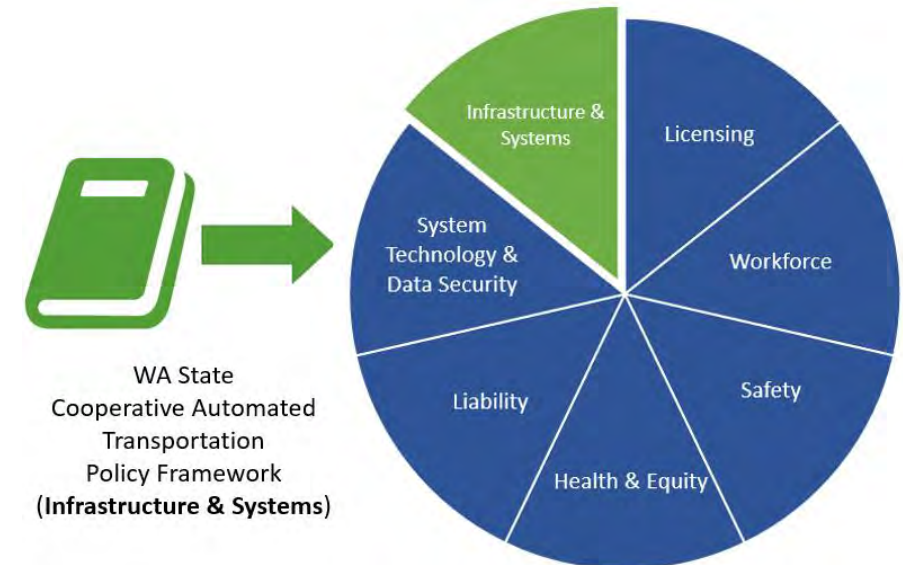 Infrastructure &
Systems
Licensing
System
Technology &
Data Security
Workforce
Liability
Safety
Health & Equity
WA State
Cooperative Automated
Transportation
Policy Framework
(Infrastructure & Systems)